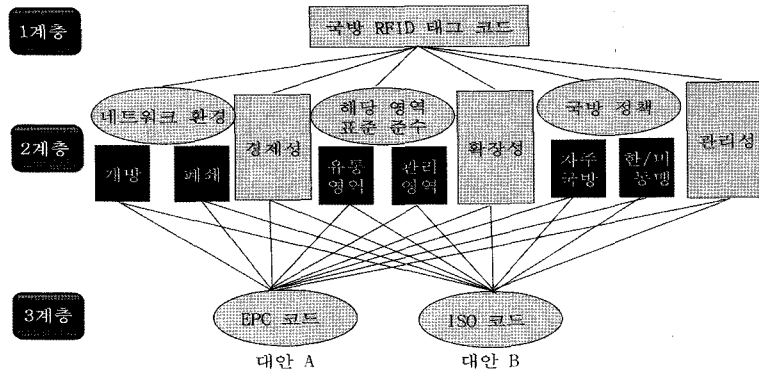 1계층
국방 RFID 태그 코드
2계층
네트워크 환경
개방
폐쇄
경제성
해당 영역
표준 준수
유통
영역
관리
영역
확장성
국방 정책
자주
국방
한/미
동맹
관리성
3계층
EPC 코드
ISO 코드
대안 A
대안 B